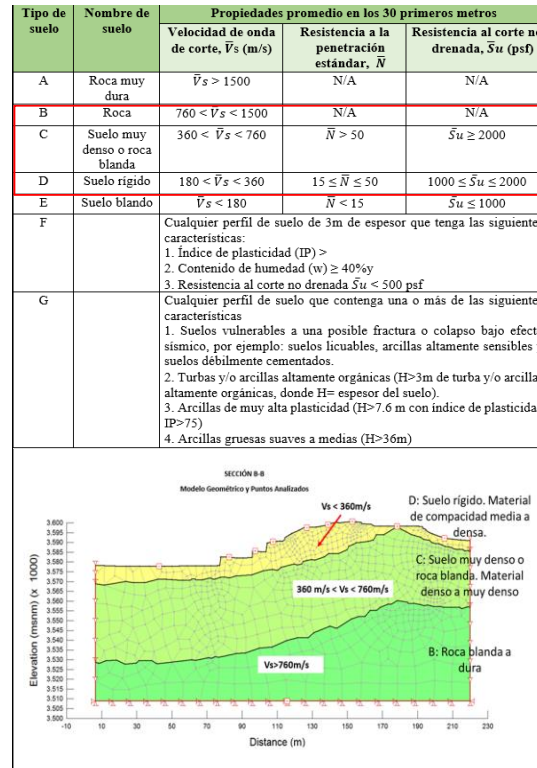 Tipo de suelo
Nombre de suelo
Propiedades promedio en los 30 primeros metros
Velocidad de onda de corte, V̅s (m/s)
Resistencia a la penetración estándar, N̅
Resistencia al corte no drenada, S̅u (psf)
A Roca muy dura V̅s > 1500 N/A N/A
B Roca 760 < V̅s < 1500 N/A N/A
C Suelo muy denso o roca blanda 360 < V̅s < 760 N̅ > 50 S̅u ≥ 2000
D Suelo rígido 180 < V̅s < 360 15 ≤ N̅ ≤ 50 1000 ≤ S̅u ≤ 2000
E Suelo blando V̅s < 180 N̅ < 15 S̅u ≤ 1000
F Cualquier perfil de suelo de 3m de espesor que tenga las siguiente
características:
1. Índice de plasticidad (IP) >
2. Contenido de humedad (w) ≥ 40%y
3. Resistencia al corte no drenada S̅u < 500 psf
G Cualquier perfil de suelo que contenga una o más de las siguiente
características
1. Suelos vulnerables a una posible fractura o colapso bajo efect
sísmico, por ejemplo: suelos licuables, arcillas altamente sensibles
suelos débilmente cementados.
2. Turbas y/o arcillas altamente orgánicas (H>3m de turba y/o arcilla
altamente orgánicas, donde H= espesor del suelo).
3. Arcillas de muy alta plasticidad (H>7.6 m con índice de plasticida
IP>75)
4. Arcillas gruesas suaves a medias (H>36m)
SECCIÓN B-B
Modelo Geométrico y Puntos Analizados
Vs < 360m/s
D: Suelo rígido. Material
de compacidad media a
densa.
C: Suelo muy denso o
roca blanda. Material
denso a muy denso
360 m/s < Vs < 760m/s
B: Roca blanda a
dura
Vs>760m/s
Elevation (msnm) (x 1000)
3.600
3.595
3.590
3.585
3.580
3.575
3.570
3.565
3.560
3.555
3.550
3.545
3.540
3.535
3.530
3.525
3.520
3.515
3.510
3.505
3.500
-10 10 30 50 70 90 110 130 150 170 190 210 230
Distance (m)